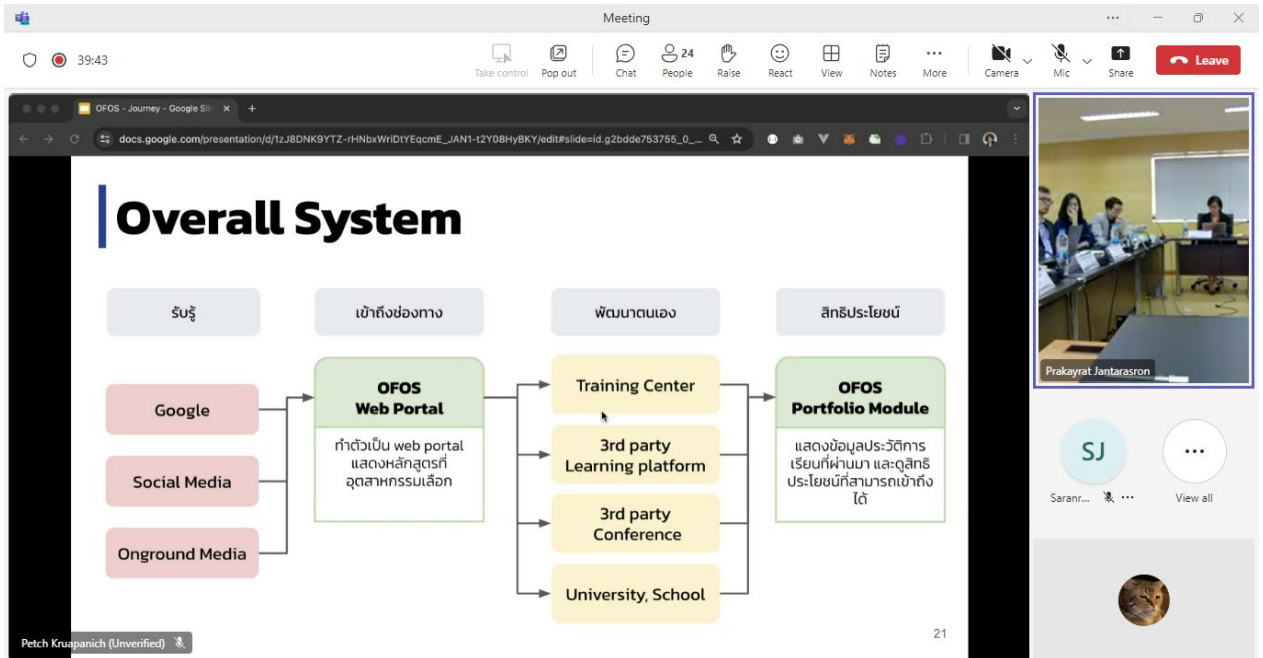 Meeting
39:43
Take control
Pop out
Chat
24
People
Raise
React
View
Notes
More
Camera
Mic
Share
Leave
OFOS - Journey - Google Sli
docs.google.com/presentation/d/1zJ8DNK9YTZ-rHNbxWriDtYEqcmE_JAN1-t2Y08HyBKY/edit#slide=id.g2bdde753755_0_...
Overall System
รับรู้
เข้าถึงช่องทาง
พัฒนาตนเอง
สิทธิประโยชน์
Google
Social Media
Onground Media
OFOS
Web Portal
ทำตัวเป็น web portal
แสดงหลักสูตรที่
อุตสาหกรรมเลือก
Training Center
3rd party
Learning platform
3rd party
Conference
University, School
OFOS
Portfolio Module
แสดงข้อมูลประวัติการ
เรียนที่ผ่านมา และดูสิทธิ
ประโยชน์ที่สามารถเข้าถึง
ได้
21
Petch Kruapanich (Unverified)
Prakayrat Jantarasron
SJ
Saranr...
View all